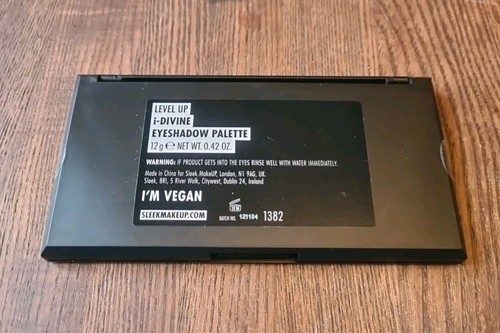 LEVEL UP
i-DIVINE
EYESHADOW PALETTE
12g ℮ NET WT. 0.42 OZ.
WARNING: IF PRODUCT GETS INTO THE EYES RINSE WELL WITH WATER IMMEDIATELY.
Made in China for Sleek MakeUP, London, N1 9AG, UK.
Sleek, BRI, 5 River Walk, Citywest, Dublin 24, Ireland
I'M VEGAN
SLEEKMAKEUP.COM
BATCH NO. 121104 1382